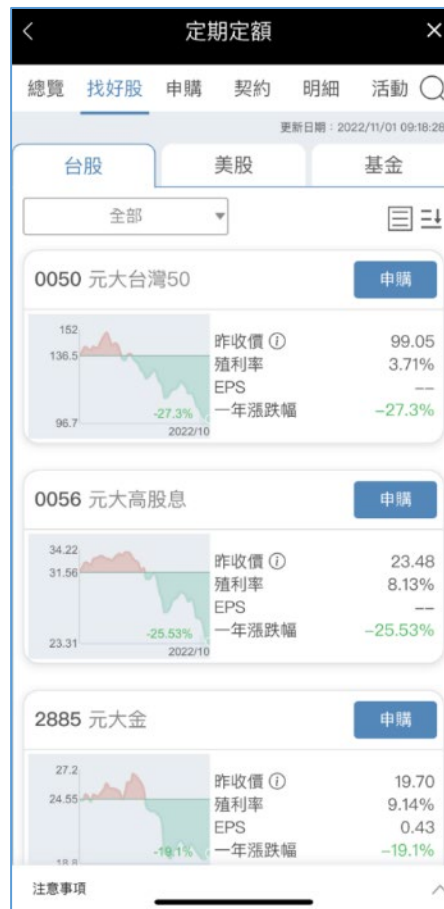 定期定額
總覽 找好股 申購 契約 明細 活動
更新日期：2022/11/01 09:18:28
台股 美股 基金
全部
0050 元大台灣50 申購
152
136.5
96.7
-27.3%
2022/10
昨收價 99.05
殖利率 3.71%
EPS --
一年漲跌幅 -27.3%
0056 元大高股息 申購
34.22
31.56
23.31
-25.53%
2022/10
昨收價 23.48
殖利率 8.13%
EPS --
一年漲跌幅 -25.53%
2885 元大金 申購
27.2
24.55
18.8
-19.1%
昨收價 19.70
殖利率 9.14%
EPS 0.43
一年漲跌幅 -19.1%
注意事項